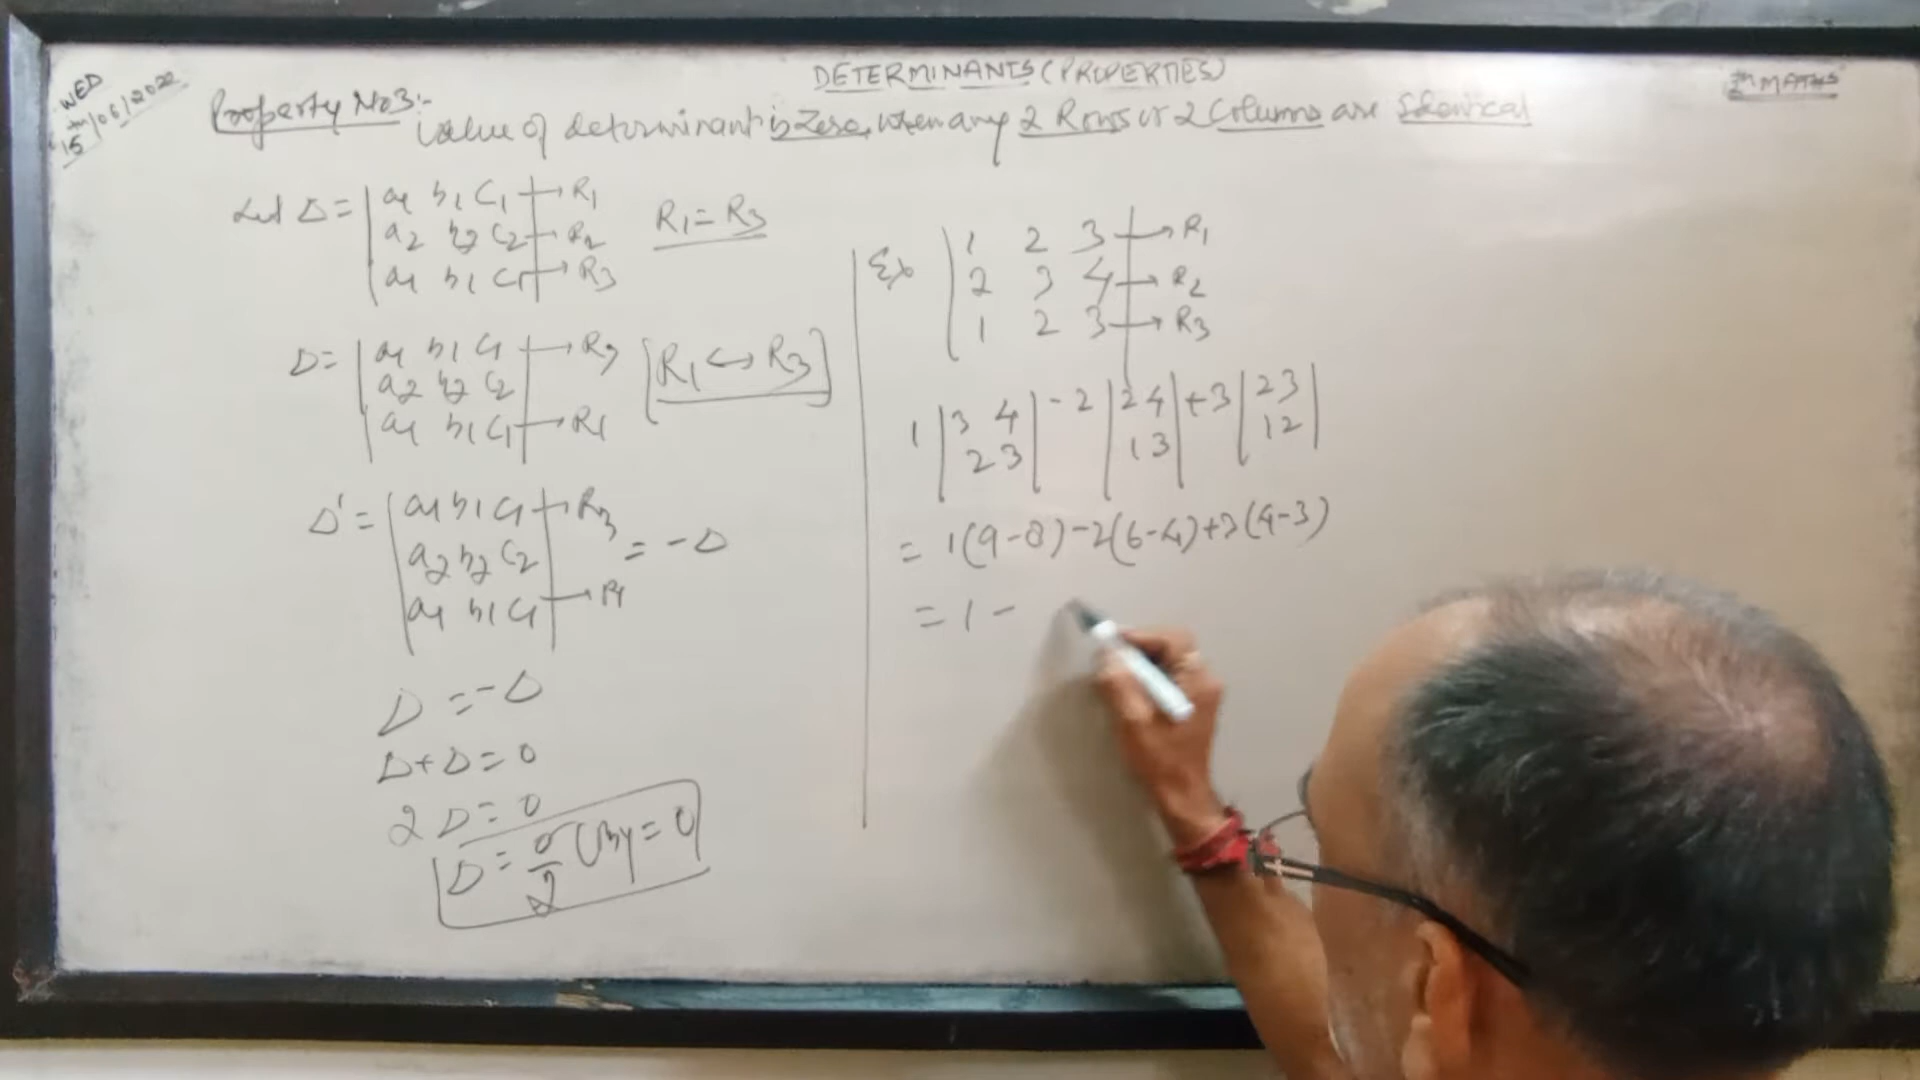 WED
15th/06/2022
DETERMINANTS (PROPERTIES)
2th MATHS
Property No3:- Value of determinant is Zero, when any 2 Rows or 2 Columns are Identical
Let Δ = | a1 b1 C1 | → R1
| a2 b2 C2 | → R2
| a1 b1 C1 | → R3
R1 = R3
Δ = | a1 b1 C1 | → R3
| a2 b2 C2 |
| a1 b1 C1 | → R1
[R1 ↔ R3]
Δ' = | a1 b1 C1 | → R3
| a2 b2 C2 | = -Δ
| a1 b1 C1 | → R1
Δ = -Δ
Δ + Δ = 0
2Δ = 0
Δ = 0/2 = 0
Ex | 1 2 3 | → R1
| 2 3 4 | → R2
| 1 2 3 | → R3
1 | 3 4 | - 2 | 2 4 | + 3 | 2 3 |
| 2 3 | | 1 3 | | 1 2 |
= 1(9-8) -2(6-4) +3(4-3)
= 1 -